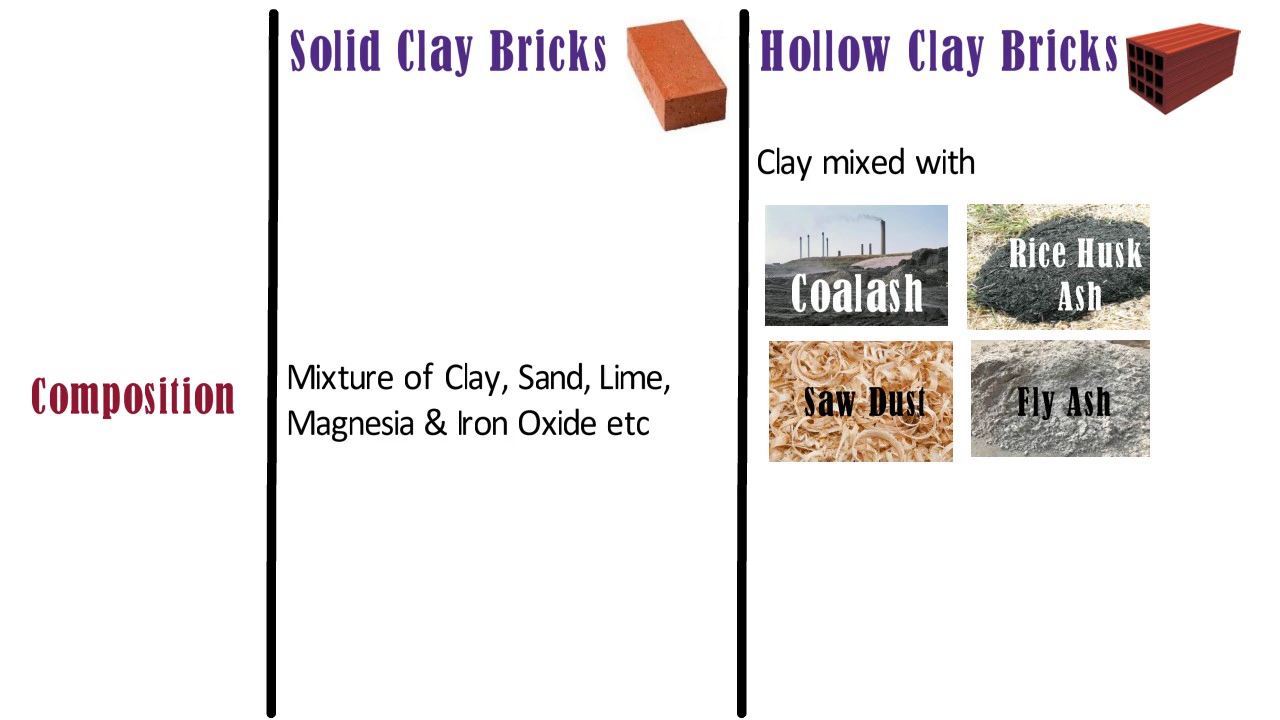 Solid Clay Bricks
Hollow Clay Bricks
Composition
Mixture of Clay, Sand, Lime,
Magnesia & Iron Oxide etc
Clay mixed with
Coalash
Rice Husk
Ash
Saw Dust
Fly Ash